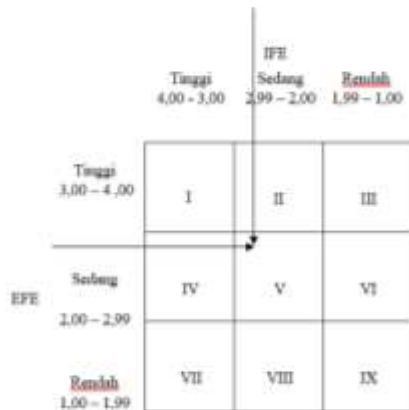 IFE
Tinggi Sedang Rendah
4,00 - 3,00 2,99 – 2,00 1,99 – 1,00
Tinggi
3,00 – 4 ,00
I II III
Sedang
EFE
2,00 – 2,99
IV V VI
Rendah
1,00 – 1,99
VII VIII IX